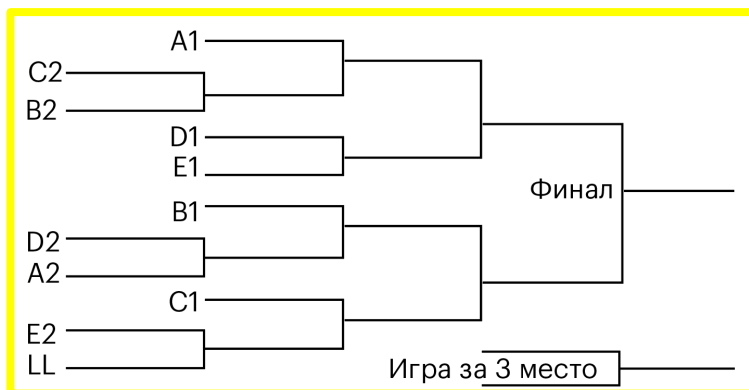 A1
C2
B2
D1
E1
Финал
B1
D2
A2
C1
E2
LL
Игра за 3 место